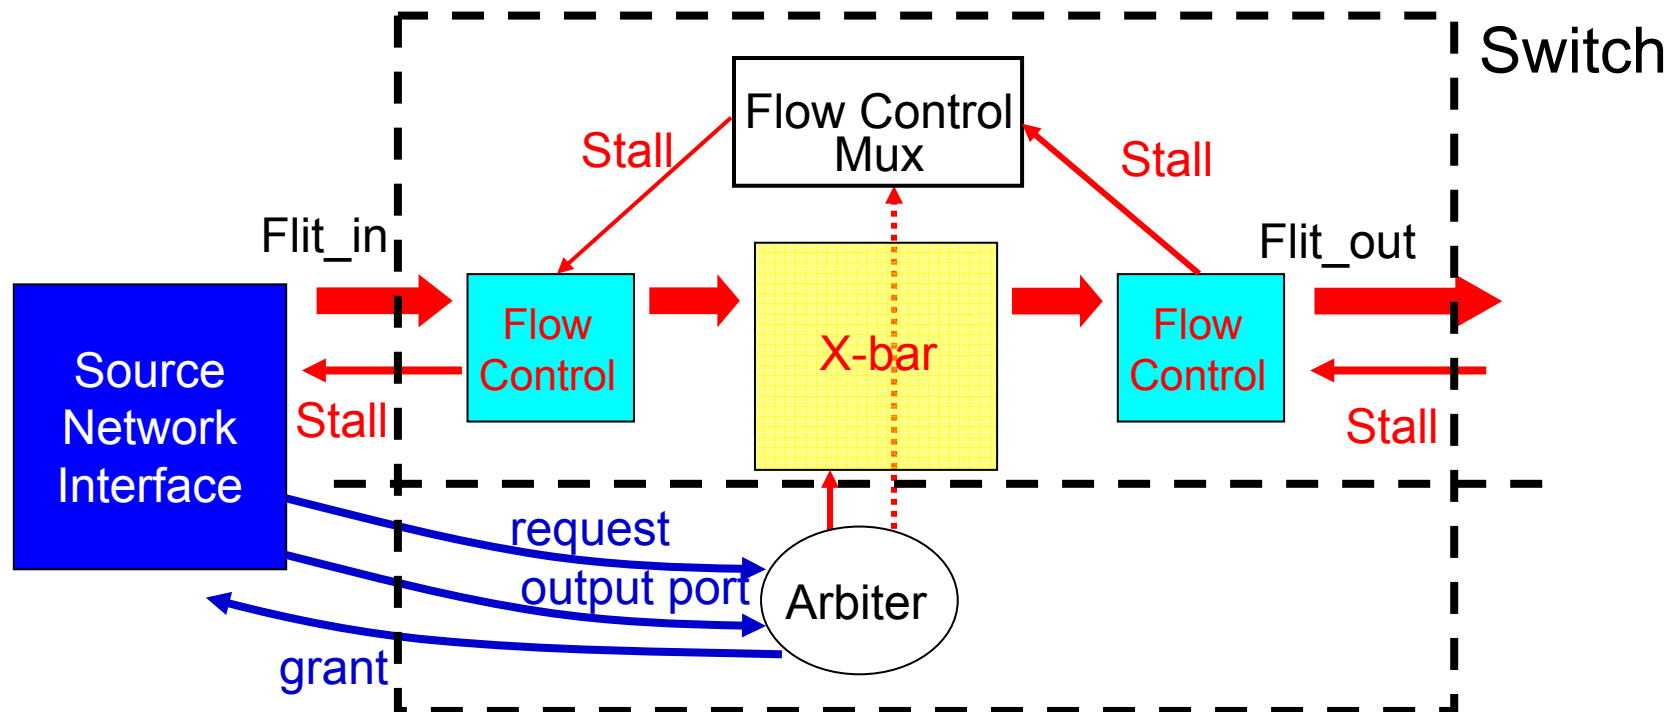 Switch
Flow Control
Mux
Stall
Stall
Flit_in
Flit_out
Flow
Control
X-bar
Flow
Control
Source
Network
Interface
Stall
Stall
request
output port
Arbiter
grant